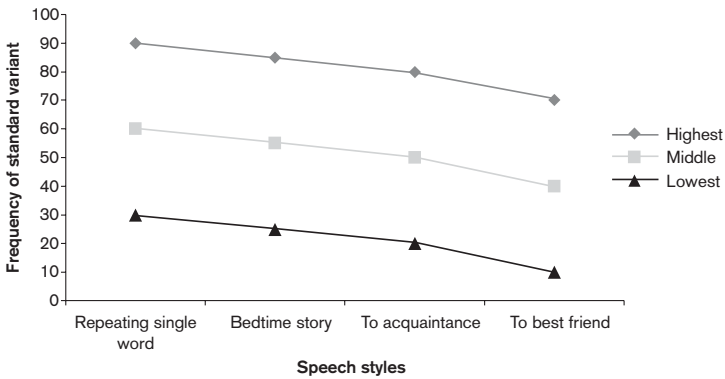 Frequency of standard variant
100
90
80
70
60
50
40
30
20
10
0
Repeating single
word
Bedtime story
To acquaintance
To best friend
Speech styles
Highest
Middle
Lowest